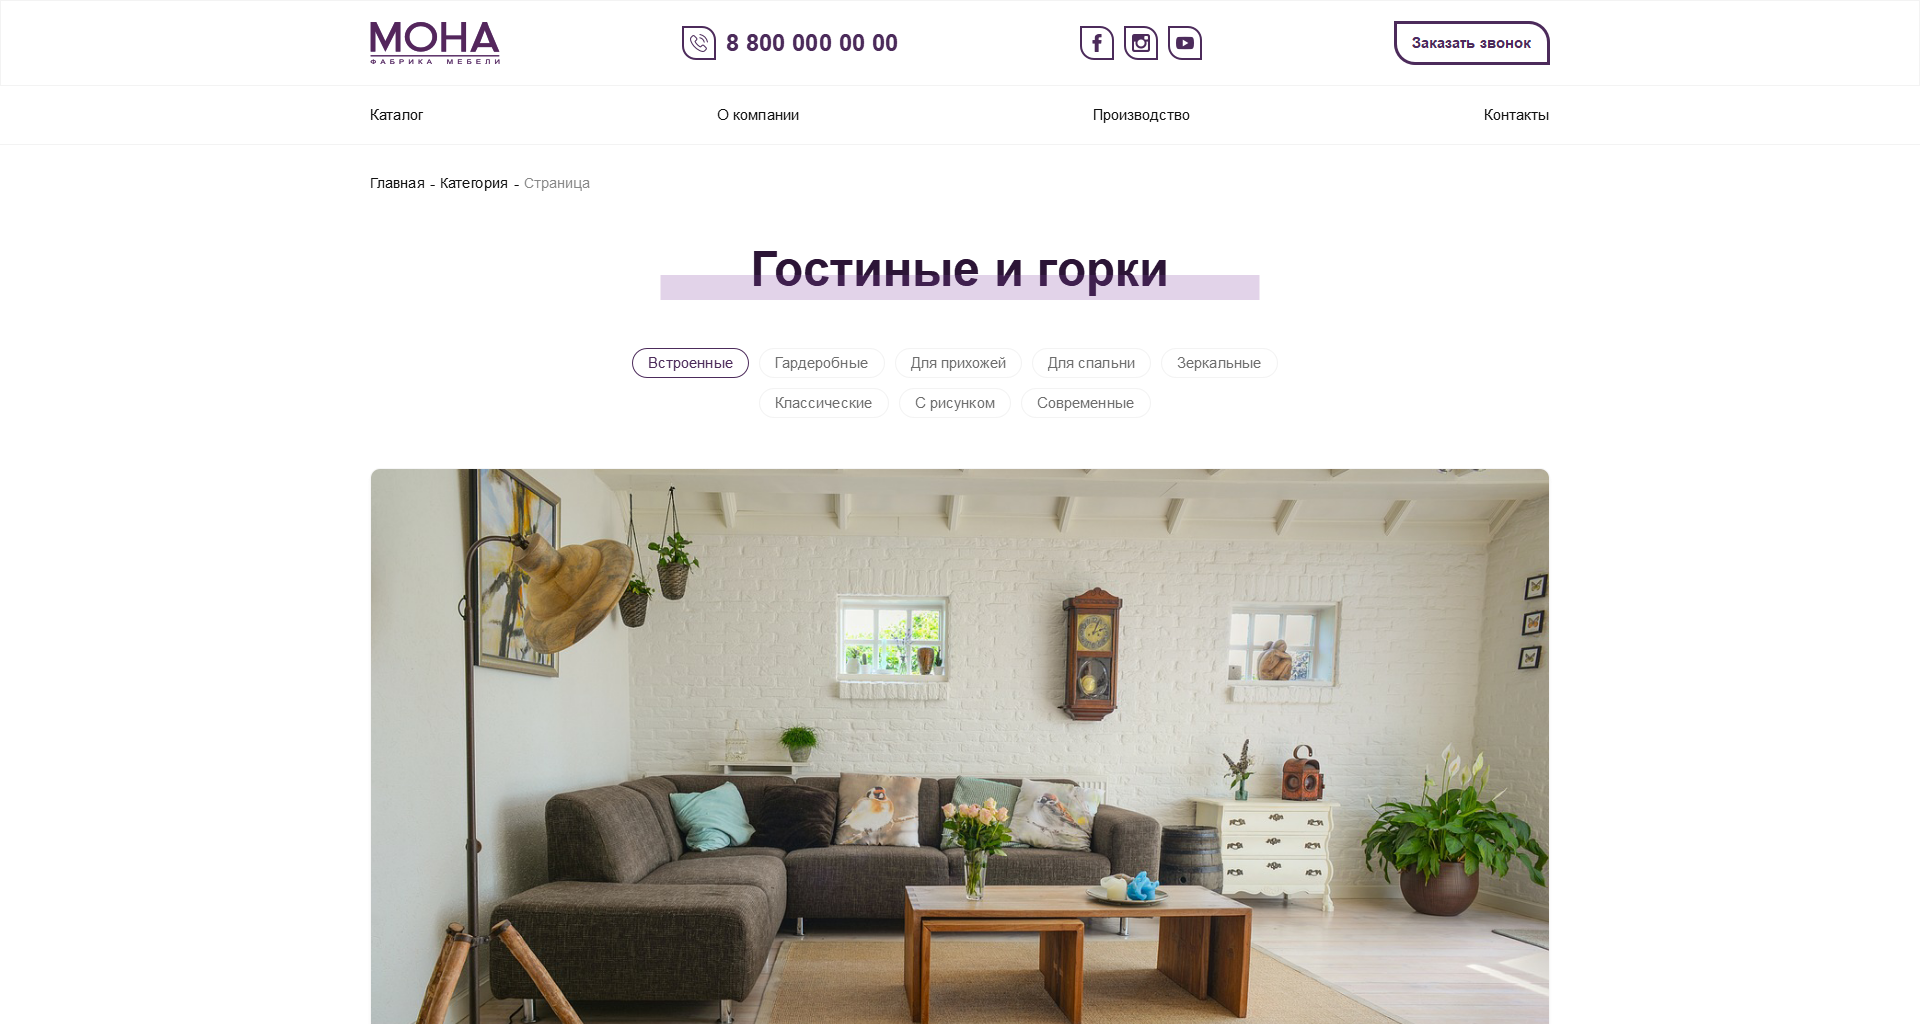 МОНА
ФАБРИКА МЕБЕЛИ
8 800 000 00 00
Заказать звонок
Каталог
О компании
Производство
Контакты
Главная - Категория - Страница
Гостиные и горки
Встроенные
Гардеробные
Для прихожей
Для спальни
Зеркальные
Классические
С рисунком
Современные